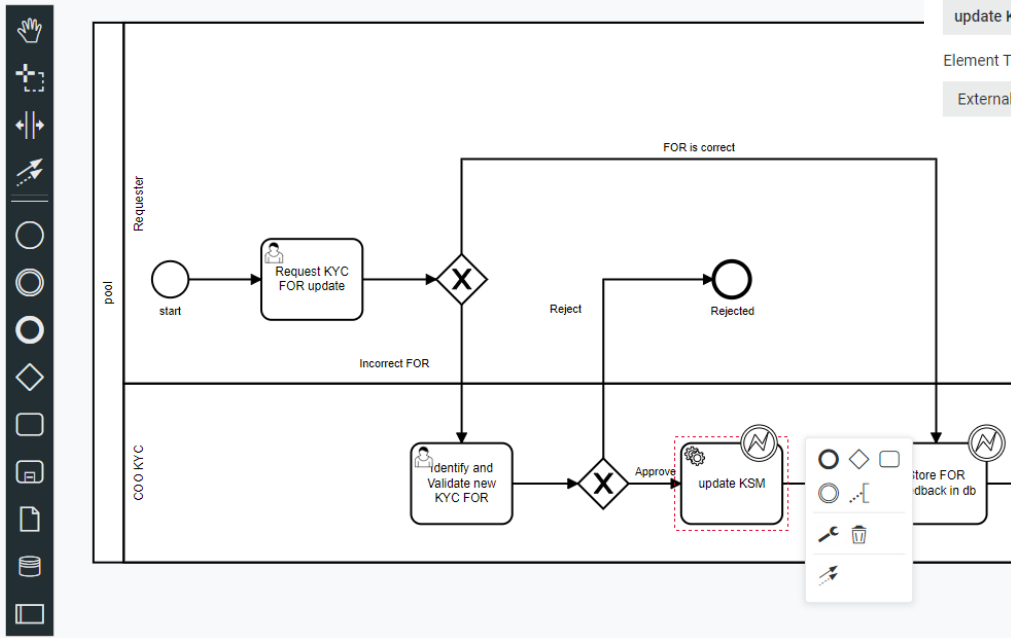 update K
Element T
External
FOR is correct
Requester
pool
Request KYC
FOR update
start
Reject
Rejected
Incorrect FOR
COO KYC
Identify and
Validate new
KYC FOR
Approve
update KSM
Store FOR
dback in db